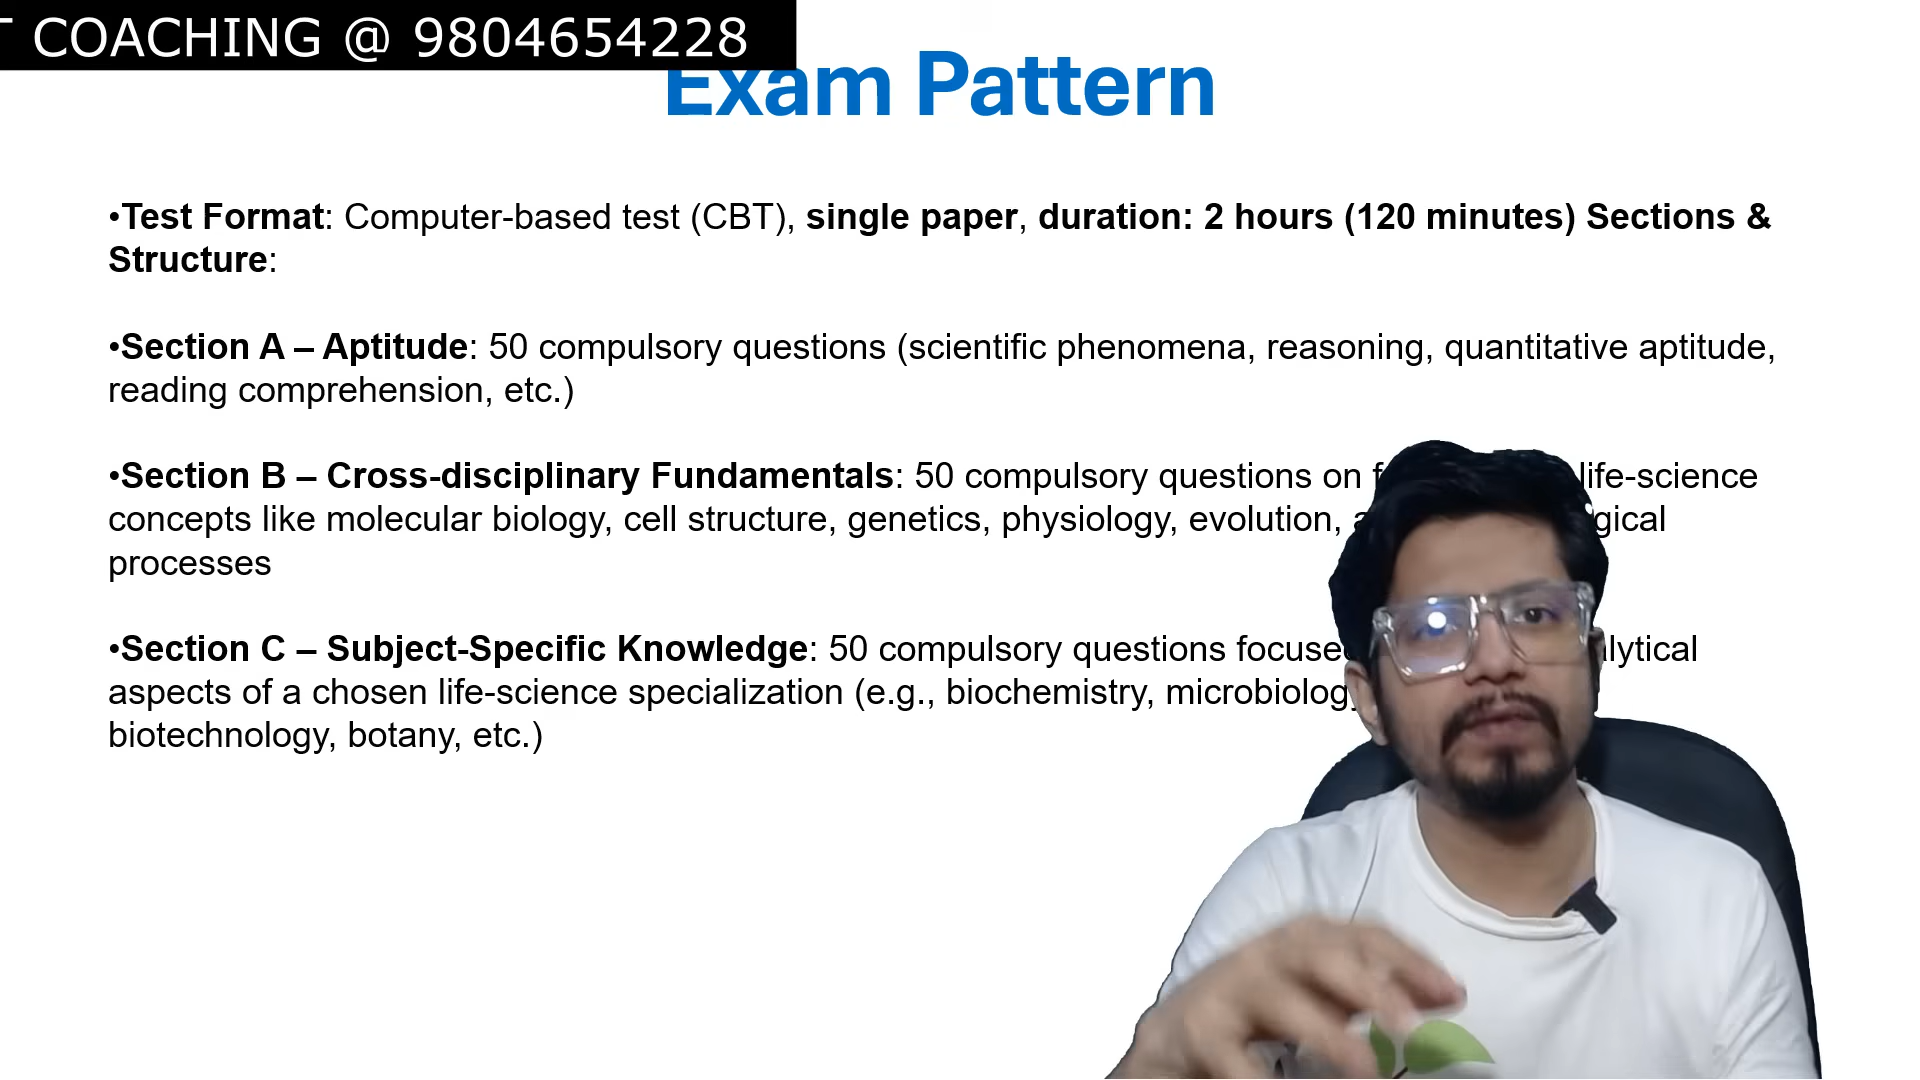 COACHING @ 9804654228
Exam Pattern
•Test Format: Computer-based test (CBT), single paper, duration: 2 hours (120 minutes) Sections &
Structure:
•Section A – Aptitude: 50 compulsory questions (scientific phenomena, reasoning, quantitative aptitude,
reading comprehension, etc.)
•Section B – Cross-disciplinary Fundamentals: 50 compulsory questions on life-science
concepts like molecular biology, cell structure, genetics, physiology, evolution,
processes
•Section C – Subject-Specific Knowledge: 50 compulsory questions
aspects of a chosen life-science specialization (e.g., biochemistry,
biotechnology, botany, etc.)